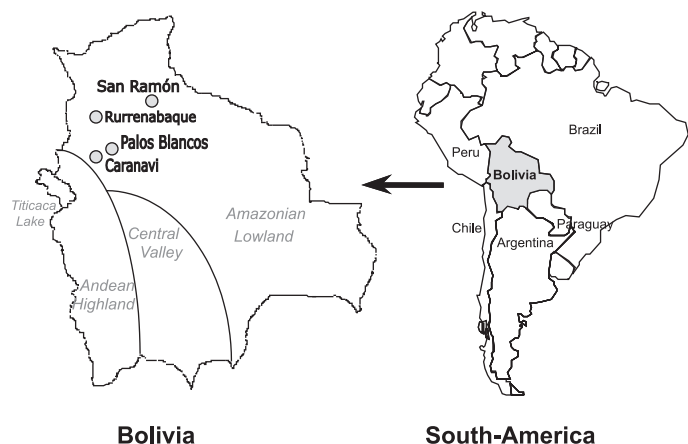 San Ramón
Rurrenabaque
Palos Blancos
Caranavi
Titicaca
Lake
Central
Valley
Amazonian
Lowland
Andean
Highland
Bolivia
Brazil
Peru
Bolivia
Chile
Paraguay
Argentina
South-America